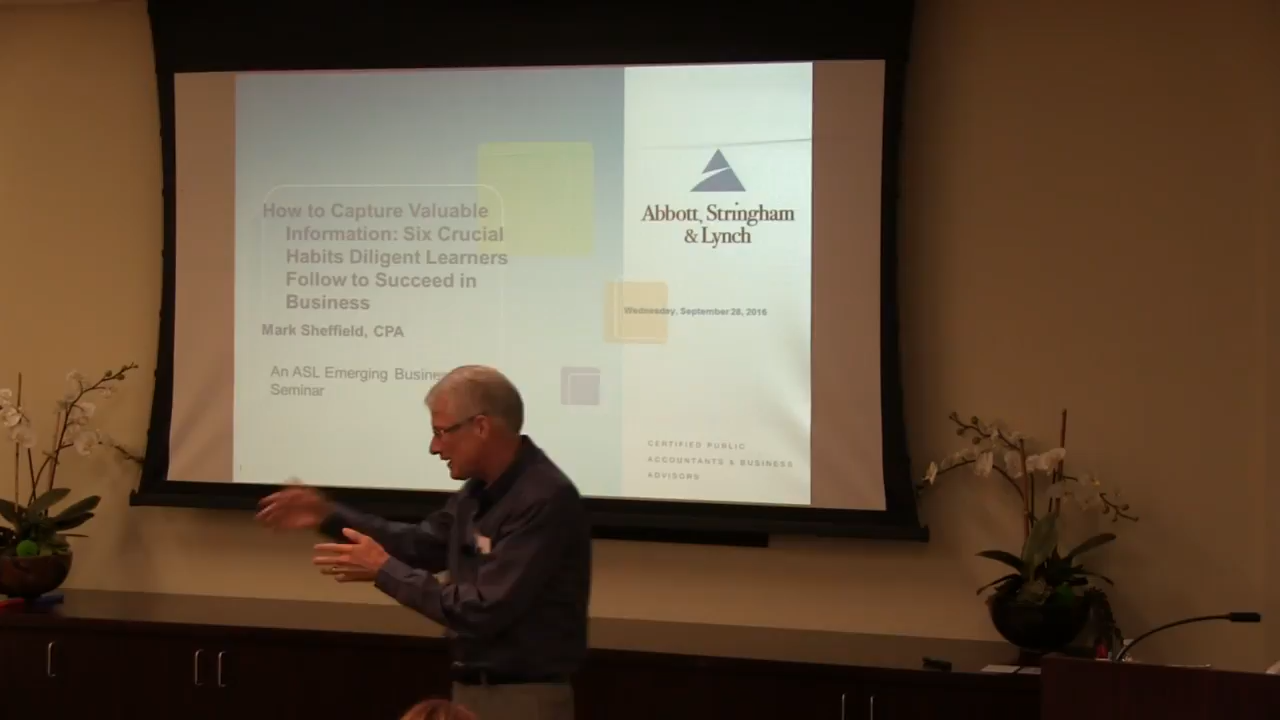 How to Capture Valuable
Information: Six Crucial
Habits Diligent Learners
Follow to Succeed in
Business
Mark Sheffield, CPA
An ASL Emerging Busine
Seminar
Abbott, Stringham
& Lynch
Wednesday, September 28, 2016
CERTIFIED PUBLIC
ACCOUNTANTS & BUSINESS
ADVISORS